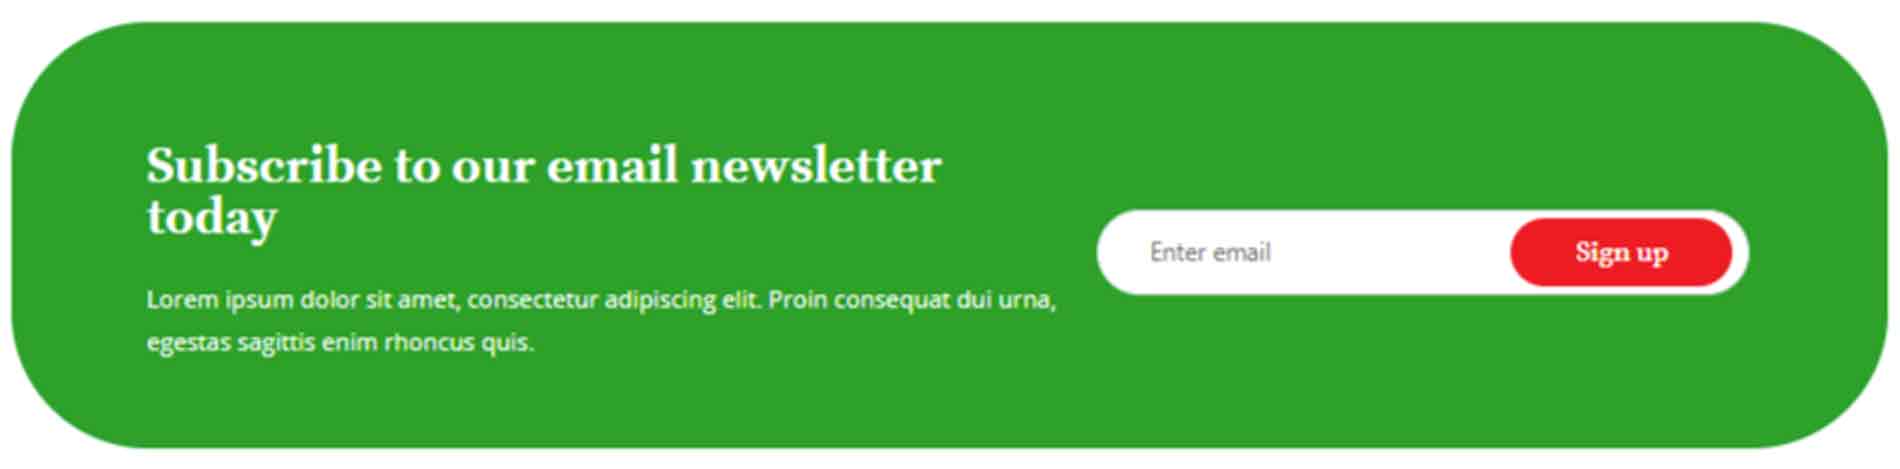 Subscribe to our email newsletter
today
Lorem ipsum dolor sit amet, consectetur adipiscing elit. Proin consequat dui urna,
egestas sagittis enim rhoncus quis.
Enter email
Sign up